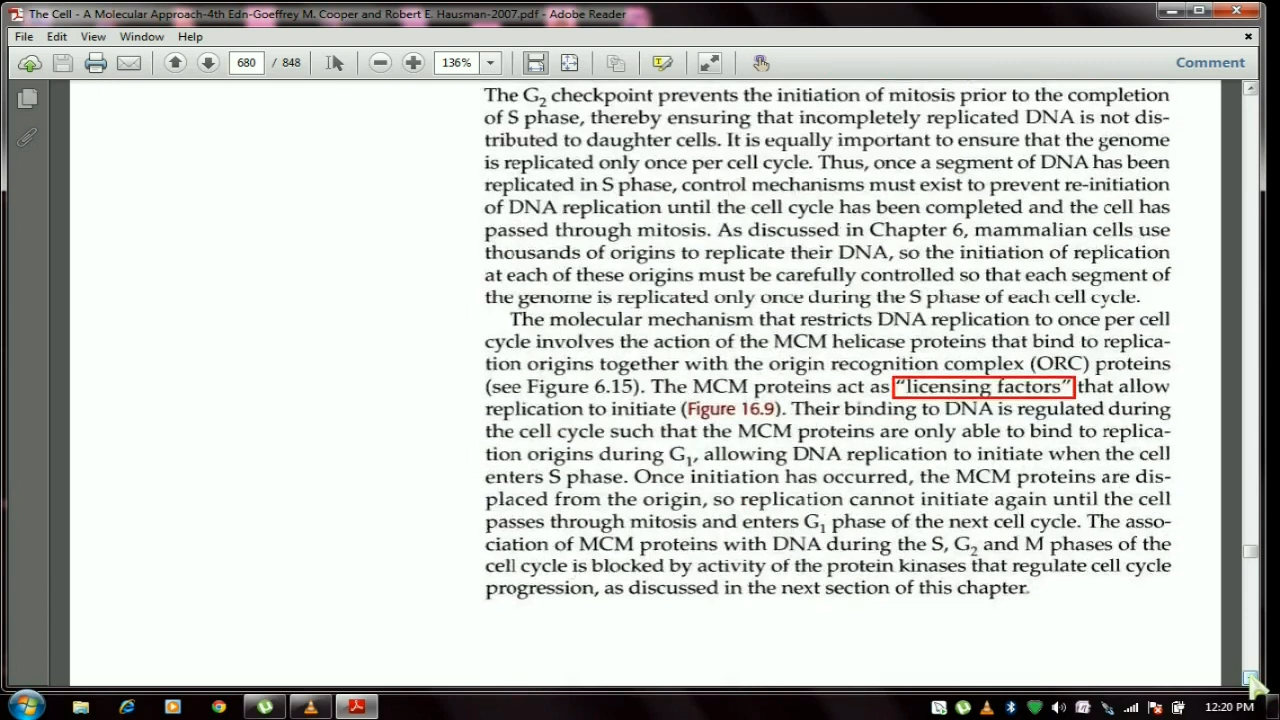 The Cell - A Molecular Approach-4th Edn-Goeffrey M. Cooper and Robert E. Hausman-2007.pdf - Adobe Reader
File Edit View Window Help
680 / 848 136% Comment
The G₂ checkpoint prevents the initiation of mitosis prior to the completion
of S phase, thereby ensuring that incompletely replicated DNA is not dis-
tributed to daughter cells. It is equally important to ensure that the genome
is replicated only once per cell cycle. Thus, once a segment of DNA has been
replicated in S phase, control mechanisms must exist to prevent re-initiation
of DNA replication until the cell cycle has been completed and the cell has
passed through mitosis. As discussed in Chapter 6, mammalian cells use
thousands of origins to replicate their DNA, so the initiation of replication
at each of these origins must be carefully controlled so that each segment of
the genome is replicated only once during the S phase of each cell cycle.
The molecular mechanism that restricts DNA replication to once per cell
cycle involves the action of the MCM helicase proteins that bind to replica-
tion origins together with the origin recognition complex (ORC) proteins
(see Figure 6.15). The MCM proteins act as “licensing factors” that allow
replication to initiate (Figure 16.9). Their binding to DNA is regulated during
the cell cycle such that the MCM proteins are only able to bind to replica-
tion origins during G₁, allowing DNA replication to initiate when the cell
enters S phase. Once initiation has occurred, the MCM proteins are dis-
placed from the origin, so replication cannot initiate again until the cell
passes through mitosis and enters G₁ phase of the next cell cycle. The asso-
ciation of MCM proteins with DNA during the S, G₂ and M phases of the
cell cycle is blocked by activity of the protein kinases that regulate cell cycle
progression, as discussed in the next section of this chapter.
12:20 PM